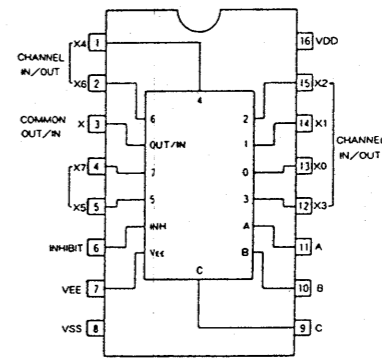 X4 1
CHANNEL
IN/OUT
X6 2
COMMON
OUT/IN
X 3
X7 4
X5 5
INHIBIT 6
VEE 7
VSS 8
4
6
OUT/IN
7
5
INH
VEE
2
1
0
3
A
B
C
16 VDD
15 X2
14 X1
CHANNEL
IN/OUT
13 X0
12 X3
11 A
10 B
9 C